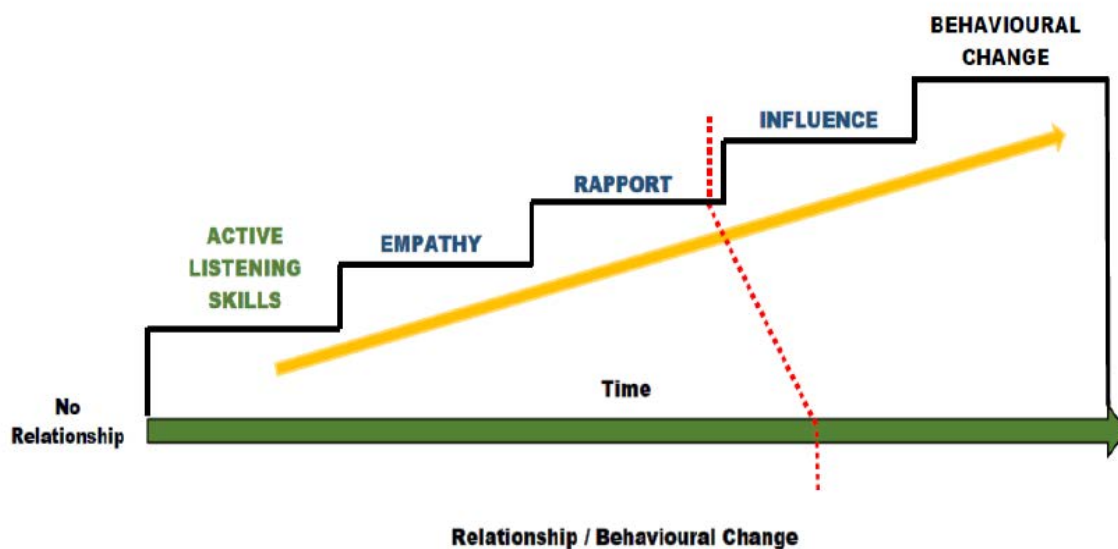 BEHAVIOURAL
CHANGE
INFLUENCE
RAPPORT
EMPATHY
ACTIVE
LISTENING
SKILLS
Time
No
Relationship
Relationship / Behavioural Change